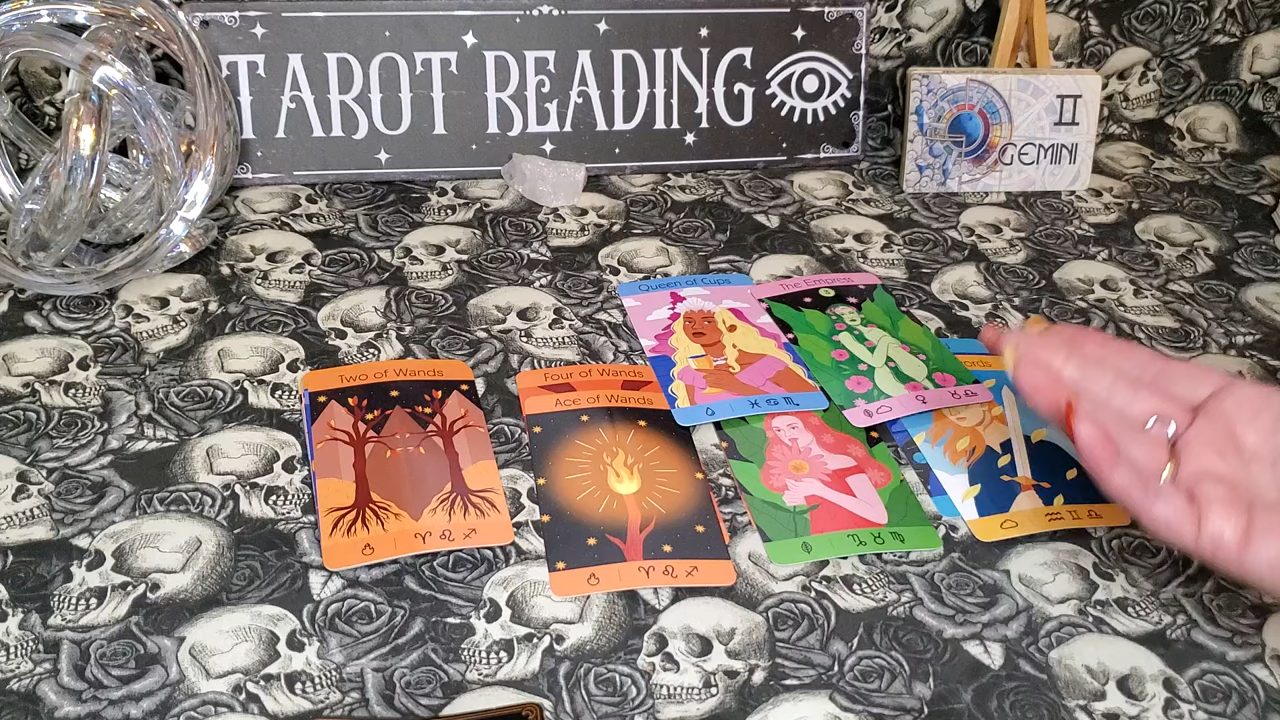 TAROT READING
II
GEMINI
Queen of Cups
The Empress
Two of Wands
Four of Wands
Ace of Wands